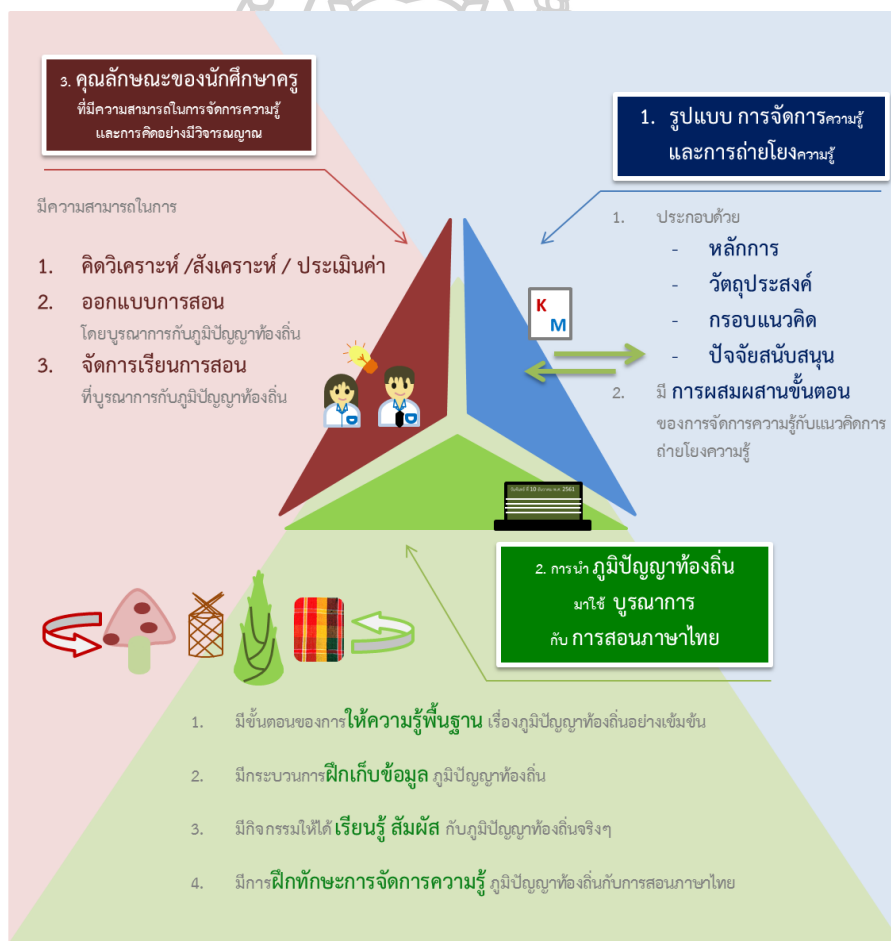 3. คุณลักษณะของนักศึกษาครู
ที่มีความสามารถในการจัดการความรู้
และการคิดอย่างมีวิจารณญาณ
มีความสามารถในการ
1. คิดวิเคราะห์ /สังเคราะห์ / ประเมินค่า
2. ออกแบบการสอน
โดยบูรณาการกับภูมิปัญญาท้องถิ่น
3. จัดการเรียนการสอน
ที่บูรณาการกับภูมิปัญญาท้องถิ่น
1. รูปแบบ การจัดการความรู้
และการถ่ายโยงความรู้
1. ประกอบด้วย
- หลักการ
- วัตถุประสงค์
- กรอบแนวคิด
- ปัจจัยสนับสนุน
2. มี การผสมผสานขั้นตอน
ของการจัดการความรู้กับแนวคิดการ
ถ่ายโยงความรู้
K
M
2. การนำ ภูมิปัญญาท้องถิ่น
มาใช้ บูรณาการ
กับ การสอนภาษาไทย
1. มีขั้นตอนของการให้ความรู้พื้นฐาน เรื่องภูมิปัญญาท้องถิ่นอย่างเข้มข้น
2. มีกระบวนการฝึกเก็บข้อมูล ภูมิปัญญาท้องถิ่น
3. มีกิจกรรมให้ได้ เรียนรู้ สัมผัส กับภูมิปัญญาท้องถิ่นจริงๆ
4. มีการฝึกทักษะการจัดการความรู้ ภูมิปัญญาท้องถิ่นกับการสอนภาษาไทย